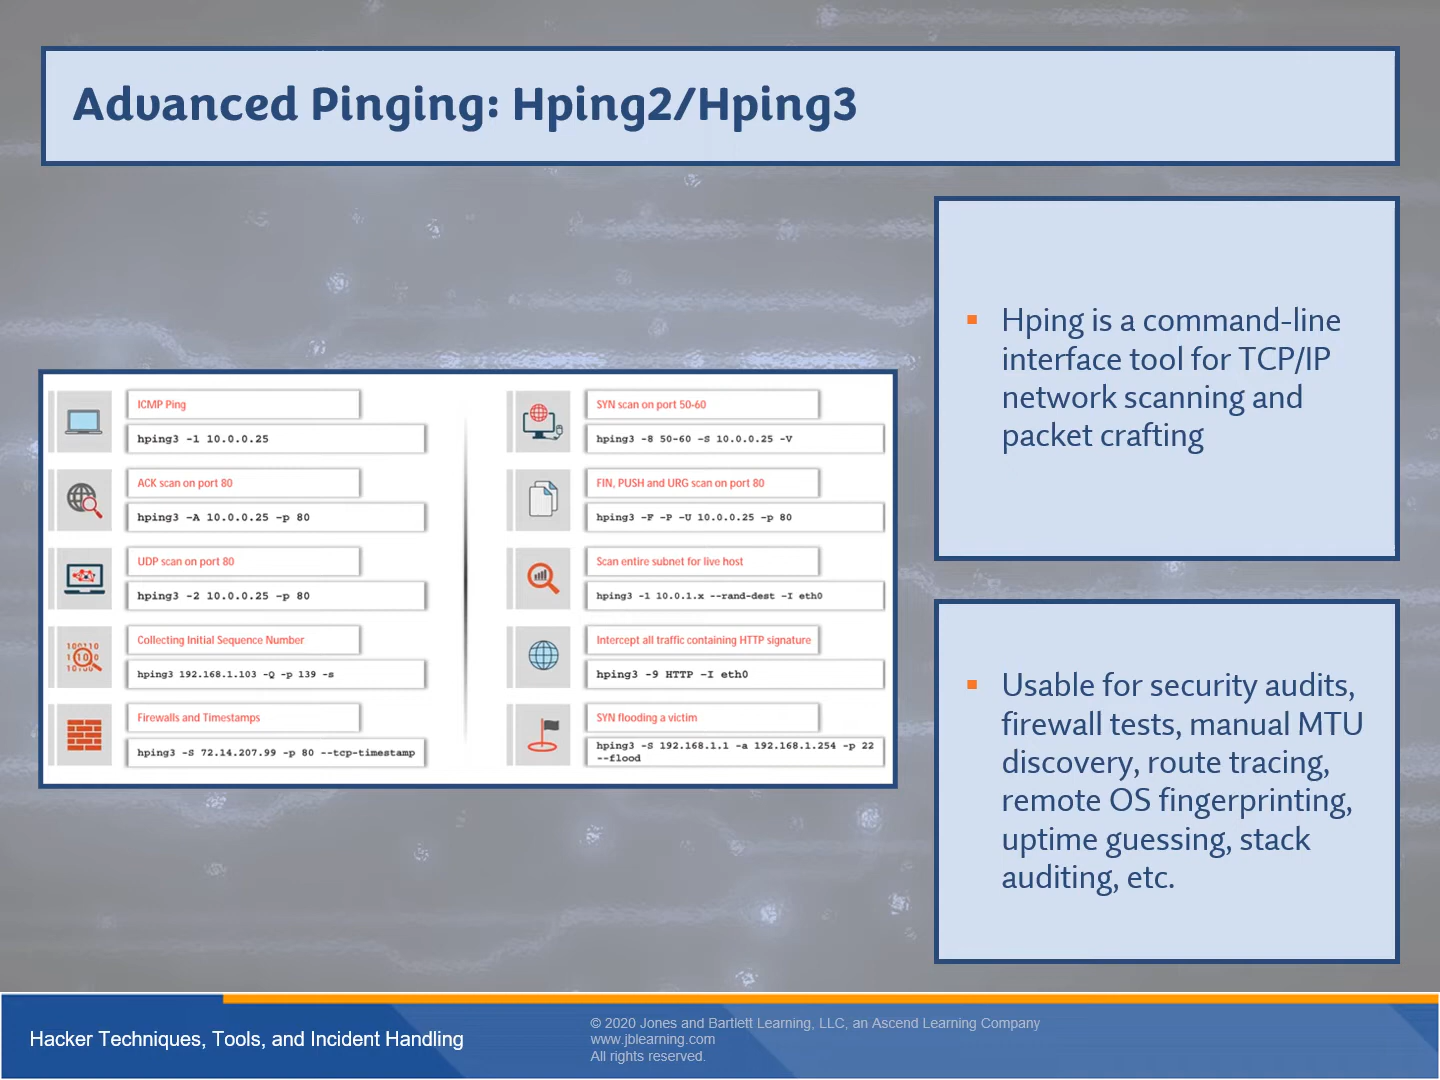 Advanced Pinging: Hping2/Hping3
ICMP Ping
hping3 -1 10.0.0.25
ACK scan on port 80
hping3 -A 10.0.0.25 -p 80
UDP scan on port 80
hping3 -2 10.0.0.25 -p 80
Collecting Initial Sequence Number
hping3 192.168.1.103 -Q -p 139 -s
Firewalls and Timestamps
hping3 -S 72.14.207.99 -p 80 --tcp-timestamp
SYN scan on port 50-60
hping3 -8 50-60 –S 10.0.0.25 -V
FIN, PUSH and URG scan on port 80
hping3 -F -P -U 10.0.0.25 -p 80
Scan entire subnet for live host
hping3 -1 10.0.1.x --rand-dest –I eth0
Intercept all traffic containing HTTP signature
hping3 -9 HTTP –I eth0
SYN flooding a victim
hping3 -S 192.168.1.1 -a 192.168.1.254 -p 22
--flood
Hping is a command-line
interface tool for TCP/IP
network scanning and
packet crafting
Usable for security audits,
firewall tests, manual MTU
discovery, route tracing,
remote OS fingerprinting,
uptime guessing, stack
auditing, etc.
Hacker Techniques, Tools, and Incident Handling
© 2020 Jones and Bartlett Learning, LLC, an Ascend Learning Company
www.jblearning.com
All rights reserved.